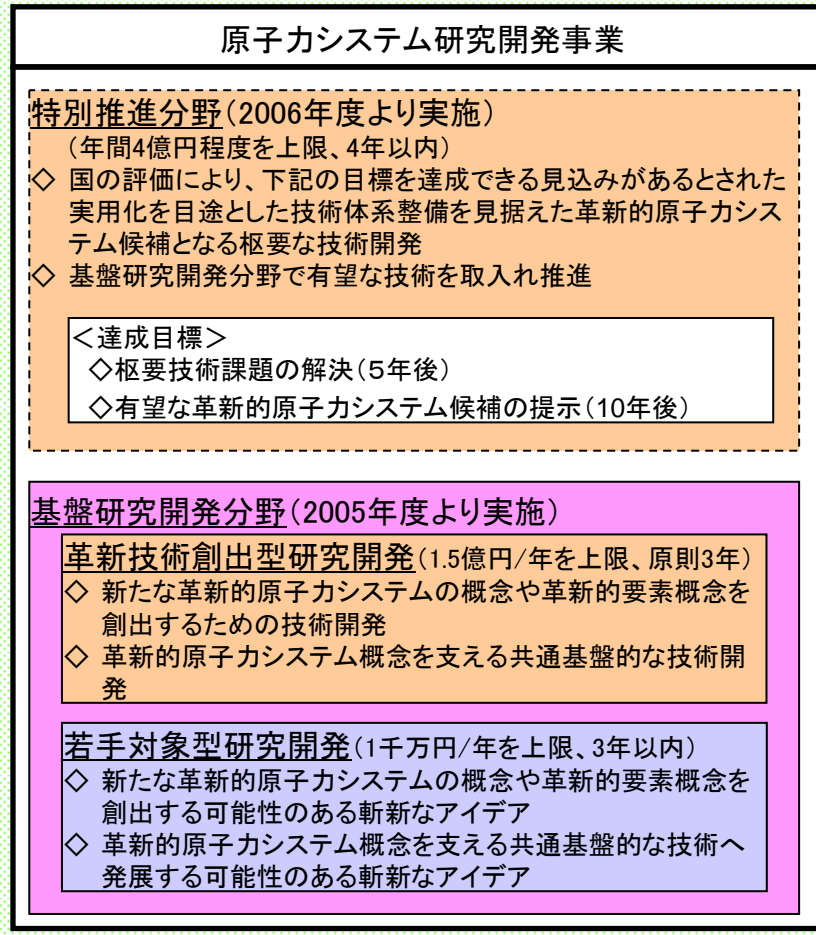 原子力システム研究開発事業
特別推進分野(2006年度より実施)
(年間4億円程度を上限、4年以内)
◇ 国の評価により、下記の目標を達成できる見込みがあるとされた
実用化を目途とした技術体系整備を見据えた革新的原子力シス
テム候補となる枢要な技術開発
◇ 基盤研究開発分野で有望な技術を取入れ推進
＜達成目標＞
◇枢要技術課題の解決(５年後)
◇有望な革新的原子力システム候補の提示(10年後)
基盤研究開発分野(2005年度より実施)
革新技術創出型研究開発(1.5億円/年を上限、原則3年)
◇ 新たな革新的原子力システムの概念や革新的要素概念を
創出するための技術開発
◇ 革新的原子力システム概念を支える共通基盤的な技術開
発
若手対象型研究開発(1千万円/年を上限、3年以内)
◇ 新たな革新的原子力システムの概念や革新的要素概念を
創出する可能性のある斬新なアイデア
◇ 革新的原子力システム概念を支える共通基盤的な技術へ
発展する可能性のある斬新なアイデア